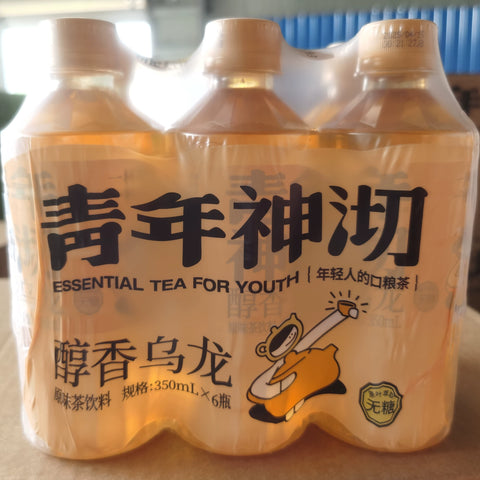 青年神沏
ESSENTIAL TEA FOR YOUTH
{年轻人的口粮茶}
醇香乌龙
原味茶饮料 规格:350mL×6瓶
无糖